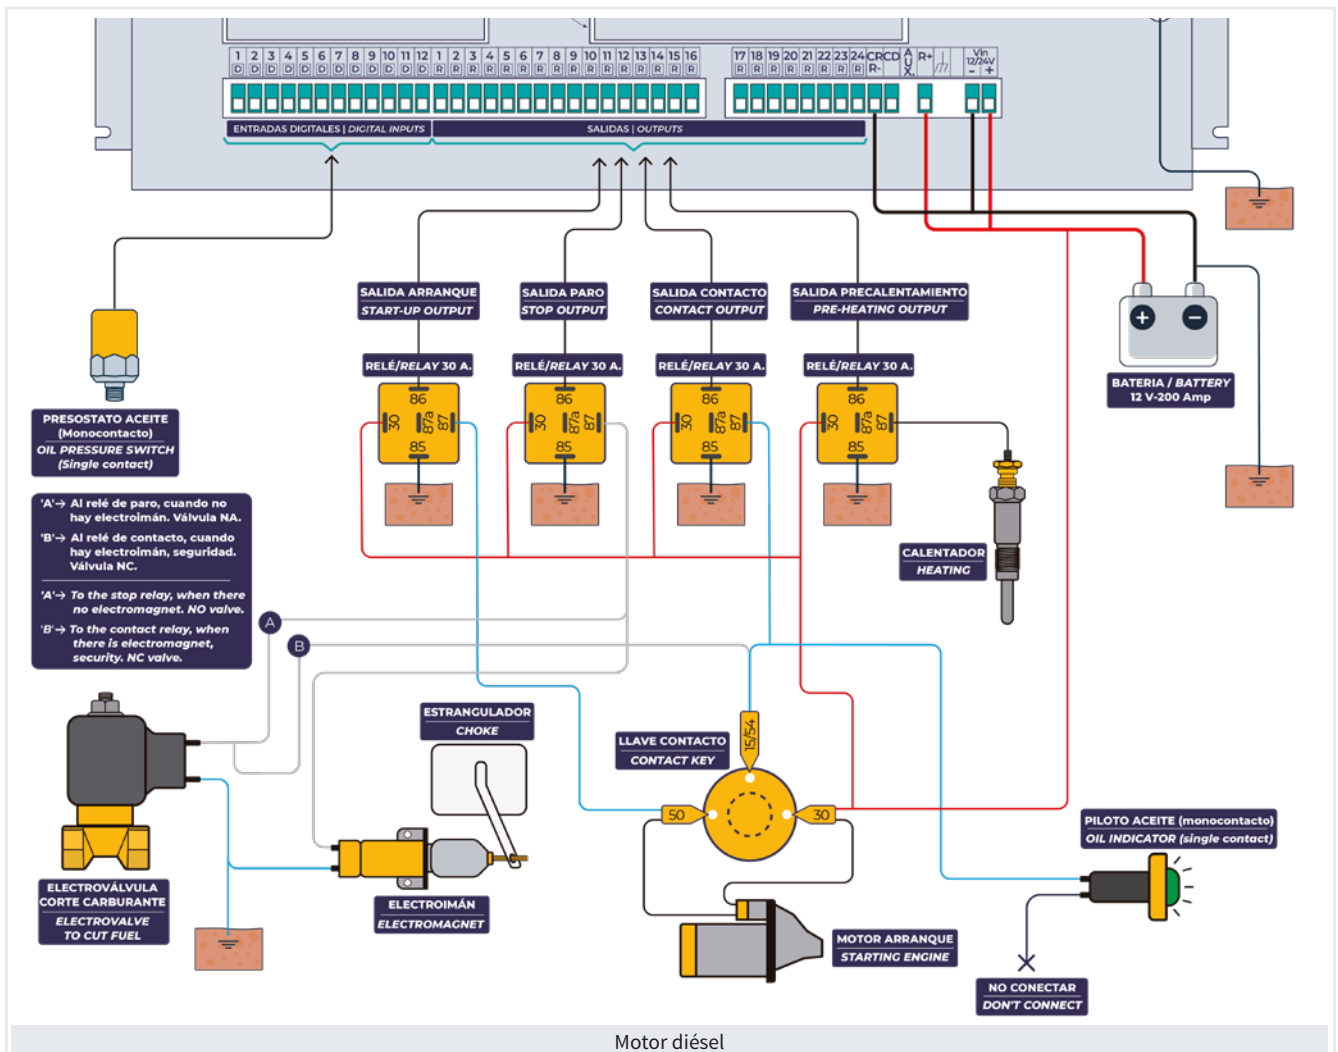 1 2 3 4 5 6 7 8 9 10 11 12 1 2 3 4 5 6 7 8 9 10 11 12 13 14 15 16 17 18 19 20 21 22 23 24 CR CD AUX. R+ Vin
12/24V
D D D D D D D D D D D D R R R R R R R R R R R R R R R R R R R R R R R R R- - +
ENTRADAS DIGITALES | DIGITAL INPUTS
SALIDAS | OUTPUTS
SALIDA ARRANQUE
START-UP OUTPUT
SALIDA PARO
STOP OUTPUT
SALIDA CONTACTO
CONTACT OUTPUT
SALIDA PRECALENTAMIENTO
PRE-HEATING OUTPUT
RELÉ/RELAY 30 A.
RELÉ/RELAY 30 A.
RELÉ/RELAY 30 A.
RELÉ/RELAY 30 A.
86
30 87a 87
85
86
30 87a 87
85
86
30 87a 87
85
86
30 87a 87
85
+ -
BATERIA / BATTERY
12 V-200 Amp
PRESOSTATO ACEITE
(Monocontacto)
OIL PRESSURE SWITCH
(Single contact)
'A'→ Al relé de paro, cuando no
hay electroimán. Válvula NA.
'B'→ Al relé de contacto, cuando
hay electroimán, seguridad.
Válvula NC.
'A'→ To the stop relay, when there
no electromagnet. NO valve.
'B'→ To the contact relay, when
there is electromagnet,
security. NC valve.
A
B
CALENTADOR
HEATING
ESTRANGULADOR
CHOKE
LLAVE CONTACTO
CONTACT KEY
15/54
50
30
PILOTO ACEITE (monocontacto)
OIL INDICATOR (single contact)
ELECTROVÁLVULA
CORTE CARBURANTE
ELECTROVALVE
TO CUT FUEL
ELECTROIMÁN
ELECTROMAGNET
MOTOR ARRANQUE
STARTING ENGINE
NO CONECTAR
DON'T CONNECT
Motor diésel